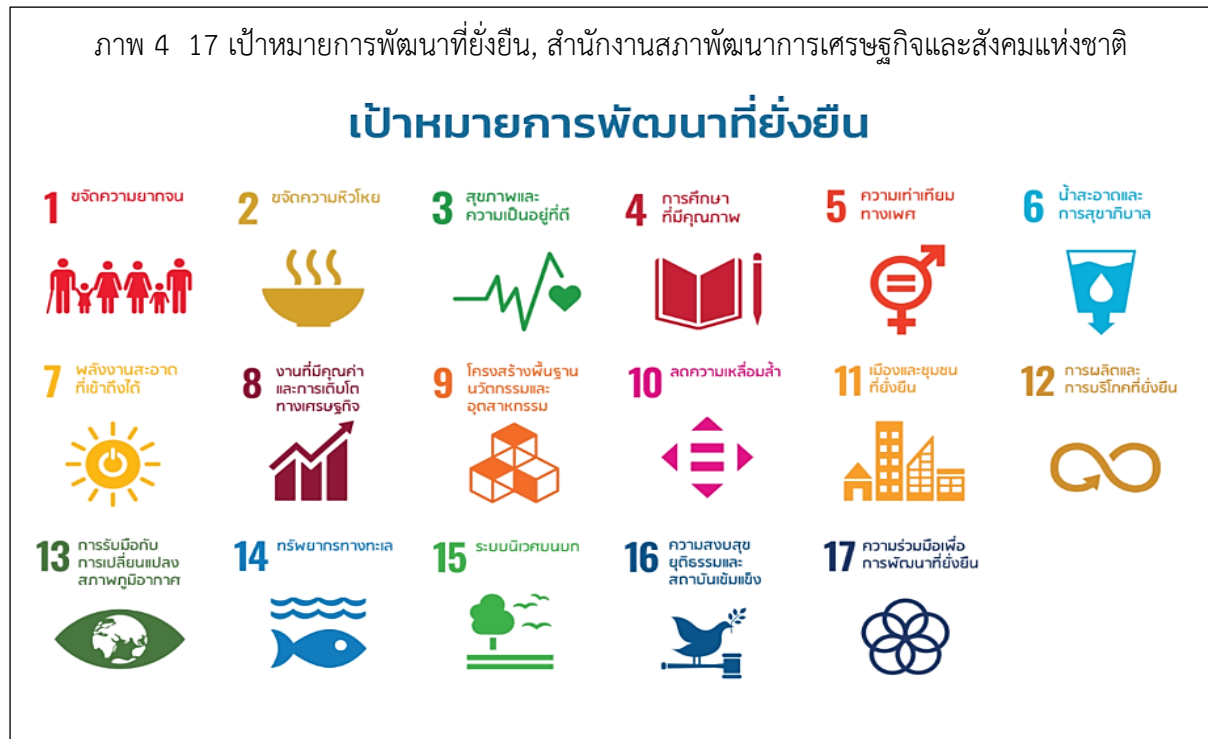 ภาพ 4 17 เป้าหมายการพัฒนาที่ยั่งยืน, สำนักงานสภาพัฒนาการเศรษฐกิจและสังคมแห่งชาติ
เป้าหมายการพัฒนาที่ยั่งยืน
1 ขจัดความยากจน
2 ขจัดความหิวโหย
3 สุขภาพและ
ความเป็นอยู่ที่ดี
4 การศึกษา
ที่มีคุณภาพ
5 ความเท่าเทียม
ทางเพศ
6 น้ำสะอาดและ
การสุขาภิบาล
7 พลังงานสะอาด
ที่เข้าถึงได้
8 งานที่มีคุณค่า
และการเติบโต
ทางเศรษฐกิจ
9 โครงสร้างพื้นฐาน
นวัตกรรมและ
อุตสาหกรรม
10 ลดความเหลื่อมล้ำ
11 เมืองและชุมชน
ที่ยั่งยืน
12 การผลิตและ
การบริโภคที่ยั่งยืน
13 การรับมือกับ
การเปลี่ยนแปลง
สภาพภูมิอากาศ
14 ทรัพยากรทางทะเล
15 ระบบนิเวศบนบก
16 ความสงบสุข
ยุติธรรมและ
สถาบันเข้มแข็ง
17 ความร่วมมือเพื่อ
การพัฒนาที่ยั่งยืน